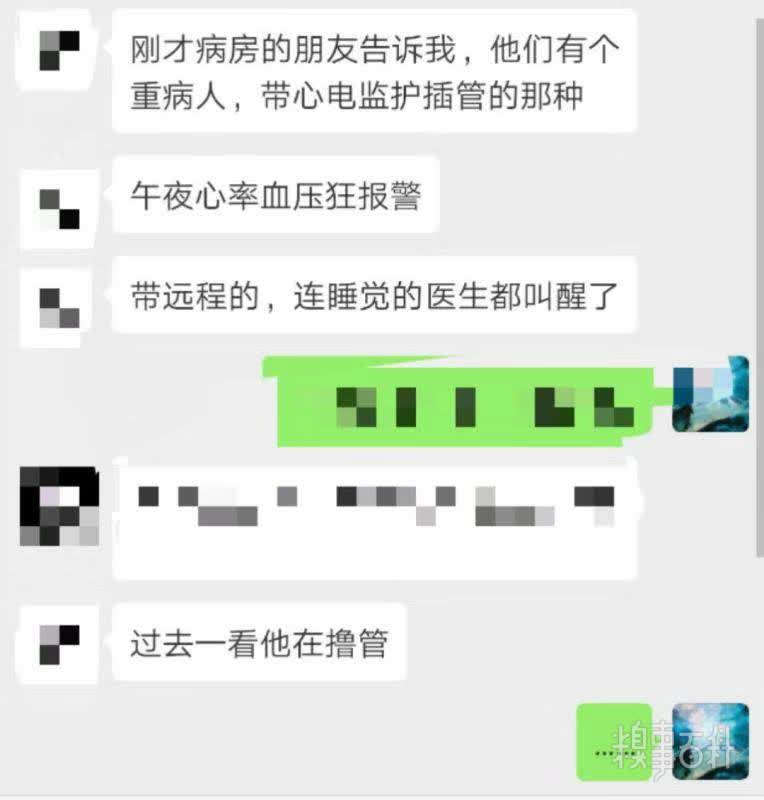 刚才病房的朋友告诉我，他们有个
重病人，带心电监护插管的那种
午夜心率血压狂报警
带远程的，连睡觉的医生都叫醒了
过去一看他在撸管
......
糗事百科